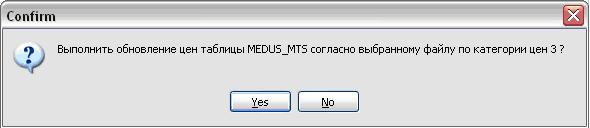 Confirm
Выполнить обновление цен таблицы MEDUS_MTS согласно выбранному файлу по категории цен 3 ?
Yes No